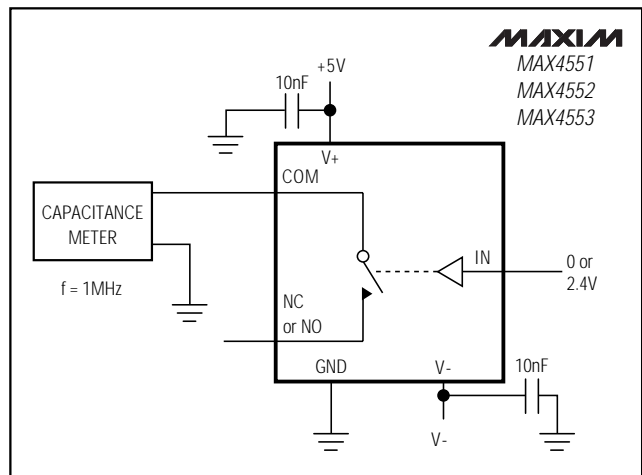 MAXIM
MAX4551
MAX4552
MAX4553
+5V
10nF
V+
COM
CAPACITANCE
METER
f = 1MHz
IN
0 or
2.4V
NC
or NO
GND
V-
10nF
V-